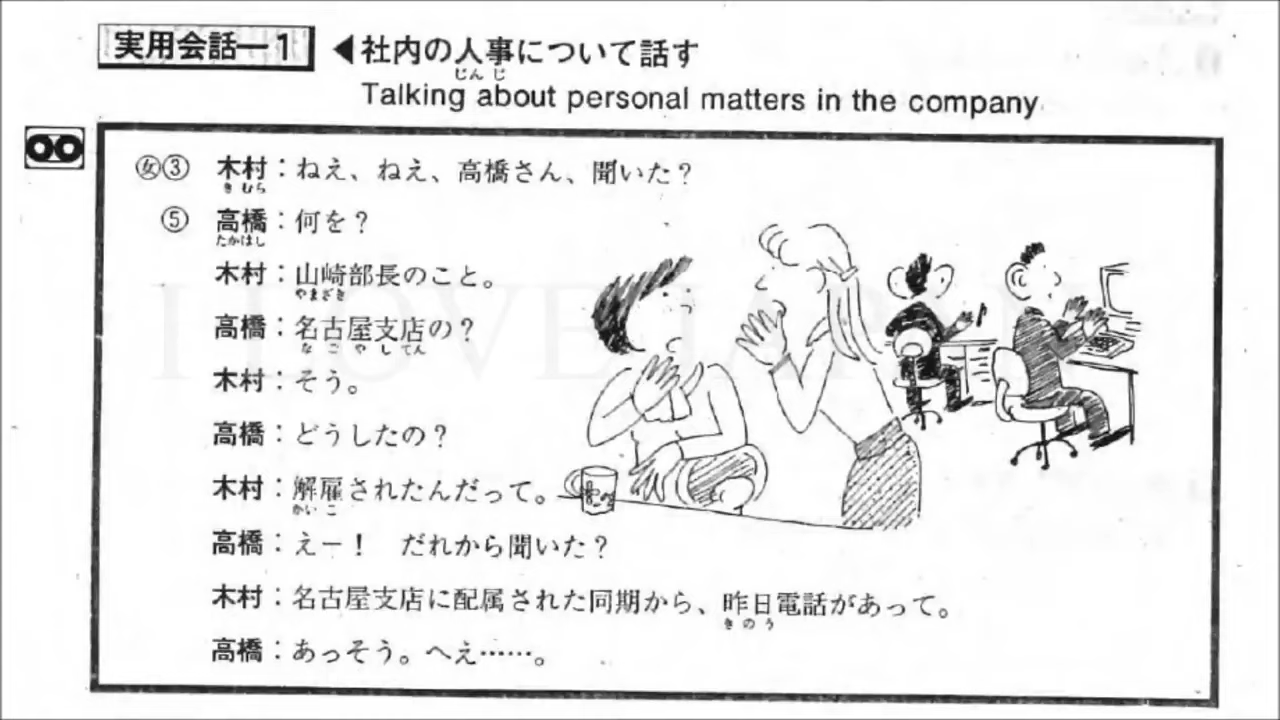 実用会話—1 ◀社内の人事について話す
じんじ
Talking about personal matters in the company
女 ③ 木村：ねえ、ねえ、高橋さん、聞いた？
きむら
⑤ 高橋：何を？
たかはし
木村：山崎部長のこと。
やまざき
高橋：名古屋支店の？
なごやしてん
木村：そう。
高橋：どうしたの？
木村：解雇されたんだって。
かいこ
高橋：えー！　だれから聞いた？
木村：名古屋支店に配属された同期から、昨日電話があって。
きのう
高橋：あっそう。へえ……。
I LOVE JAPAN